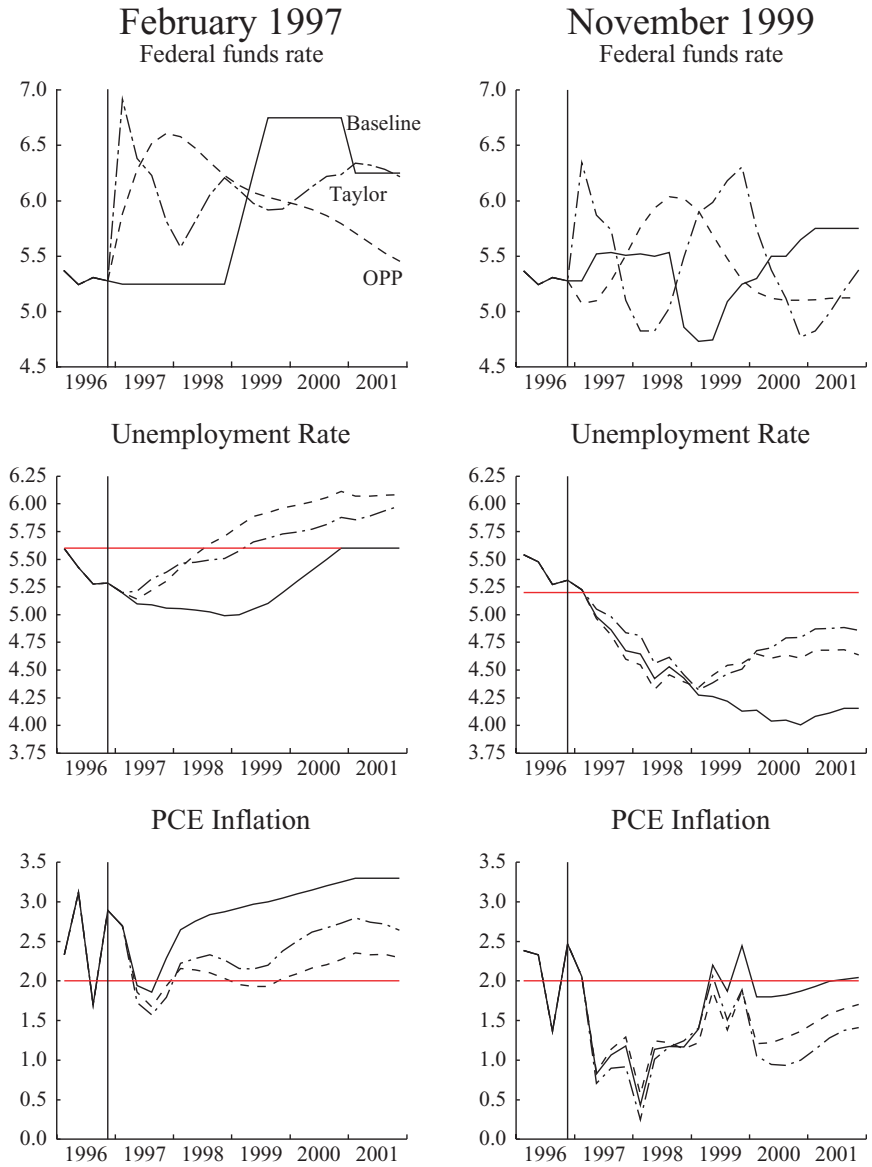 February 1997
Federal funds rate
7.0
6.5
6.0
5.5
5.0
4.5
Baseline
Taylor
OPP
1996 1997 1998 1999 2000 2001
November 1999
Federal funds rate
7.0
6.5
6.0
5.5
5.0
4.5
1996 1997 1998 1999 2000 2001
Unemployment Rate
6.25
6.00
5.75
5.50
5.25
5.00
4.75
4.50
4.25
4.00
3.75
1996 1997 1998 1999 2000 2001
Unemployment Rate
6.25
6.00
5.75
5.50
5.25
5.00
4.75
4.50
4.25
4.00
3.75
1996 1997 1998 1999 2000 2001
PCE Inflation
3.5
3.0
2.5
2.0
1.5
1.0
0.5
0.0
1996 1997 1998 1999 2000 2001
PCE Inflation
3.5
3.0
2.5
2.0
1.5
1.0
0.5
0.0
1996 1997 1998 1999 2000 2001